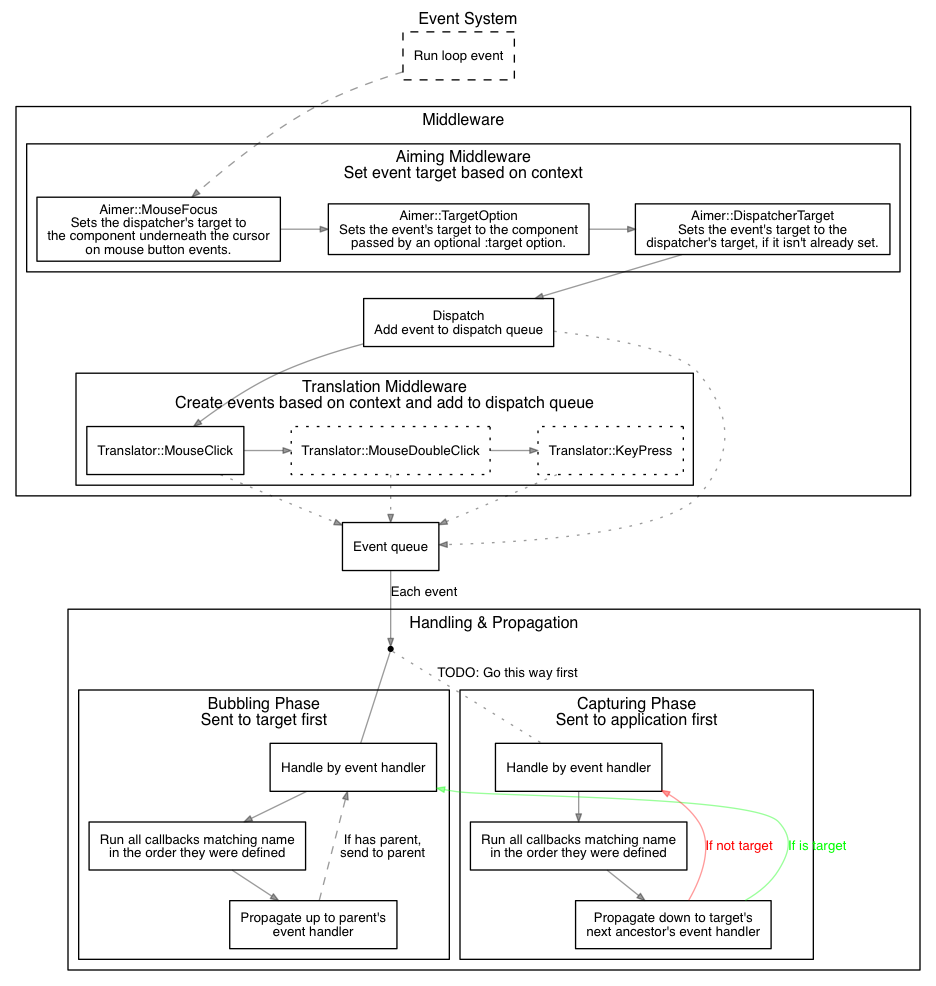 Event System
Run loop event
Middleware
Aiming Middleware
Set event target based on context
Aimer::MouseFocus
Sets the dispatcher's target to
the component underneath the cursor
on mouse button events.
Aimer::TargetOption
Sets the event's target to the component
passed by an optional :target option.
Aimer::DispatcherTarget
Sets the event's target to the
dispatcher's target, if it isn't already set.
Dispatch
Add event to dispatch queue
Translation Middleware
Create events based on context and add to dispatch queue
Translator::MouseClick
Translator::MouseDoubleClick
Translator::KeyPress
Event queue
Each event
Handling & Propagation
TODO: Go this way first
Bubbling Phase
Sent to target first
Handle by event handler
Run all callbacks matching name
in the order they were defined
If has parent,
send to parent
Propagate up to parent's
event handler
Capturing Phase
Sent to application first
Handle by event handler
Run all callbacks matching name
in the order they were defined
If not target
If is target
Propagate down to target's
next ancestor's event handler